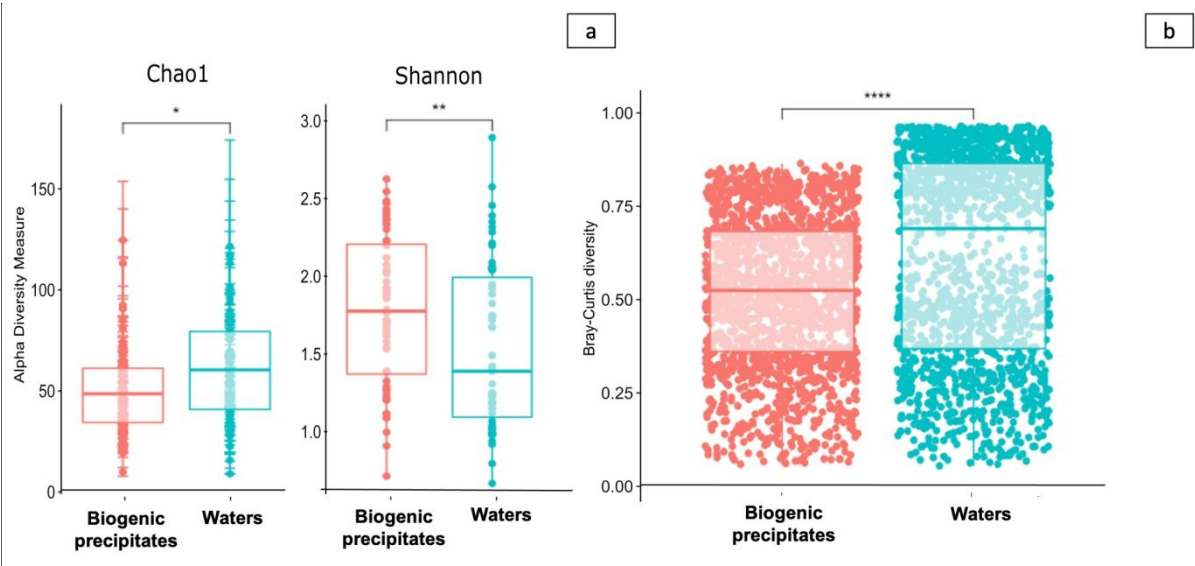 a
b
Chao1
Shannon
*
**
****
Alpha Diversity Measure
150
100
50
0
3.0
2.5
2.0
1.5
1.0
Bray-Curtis diversity
1.00
0.75
0.50
0.25
0.00
Biogenic
precipitates
Waters
Biogenic
precipitates
Waters
Biogenic
precipitates
Waters